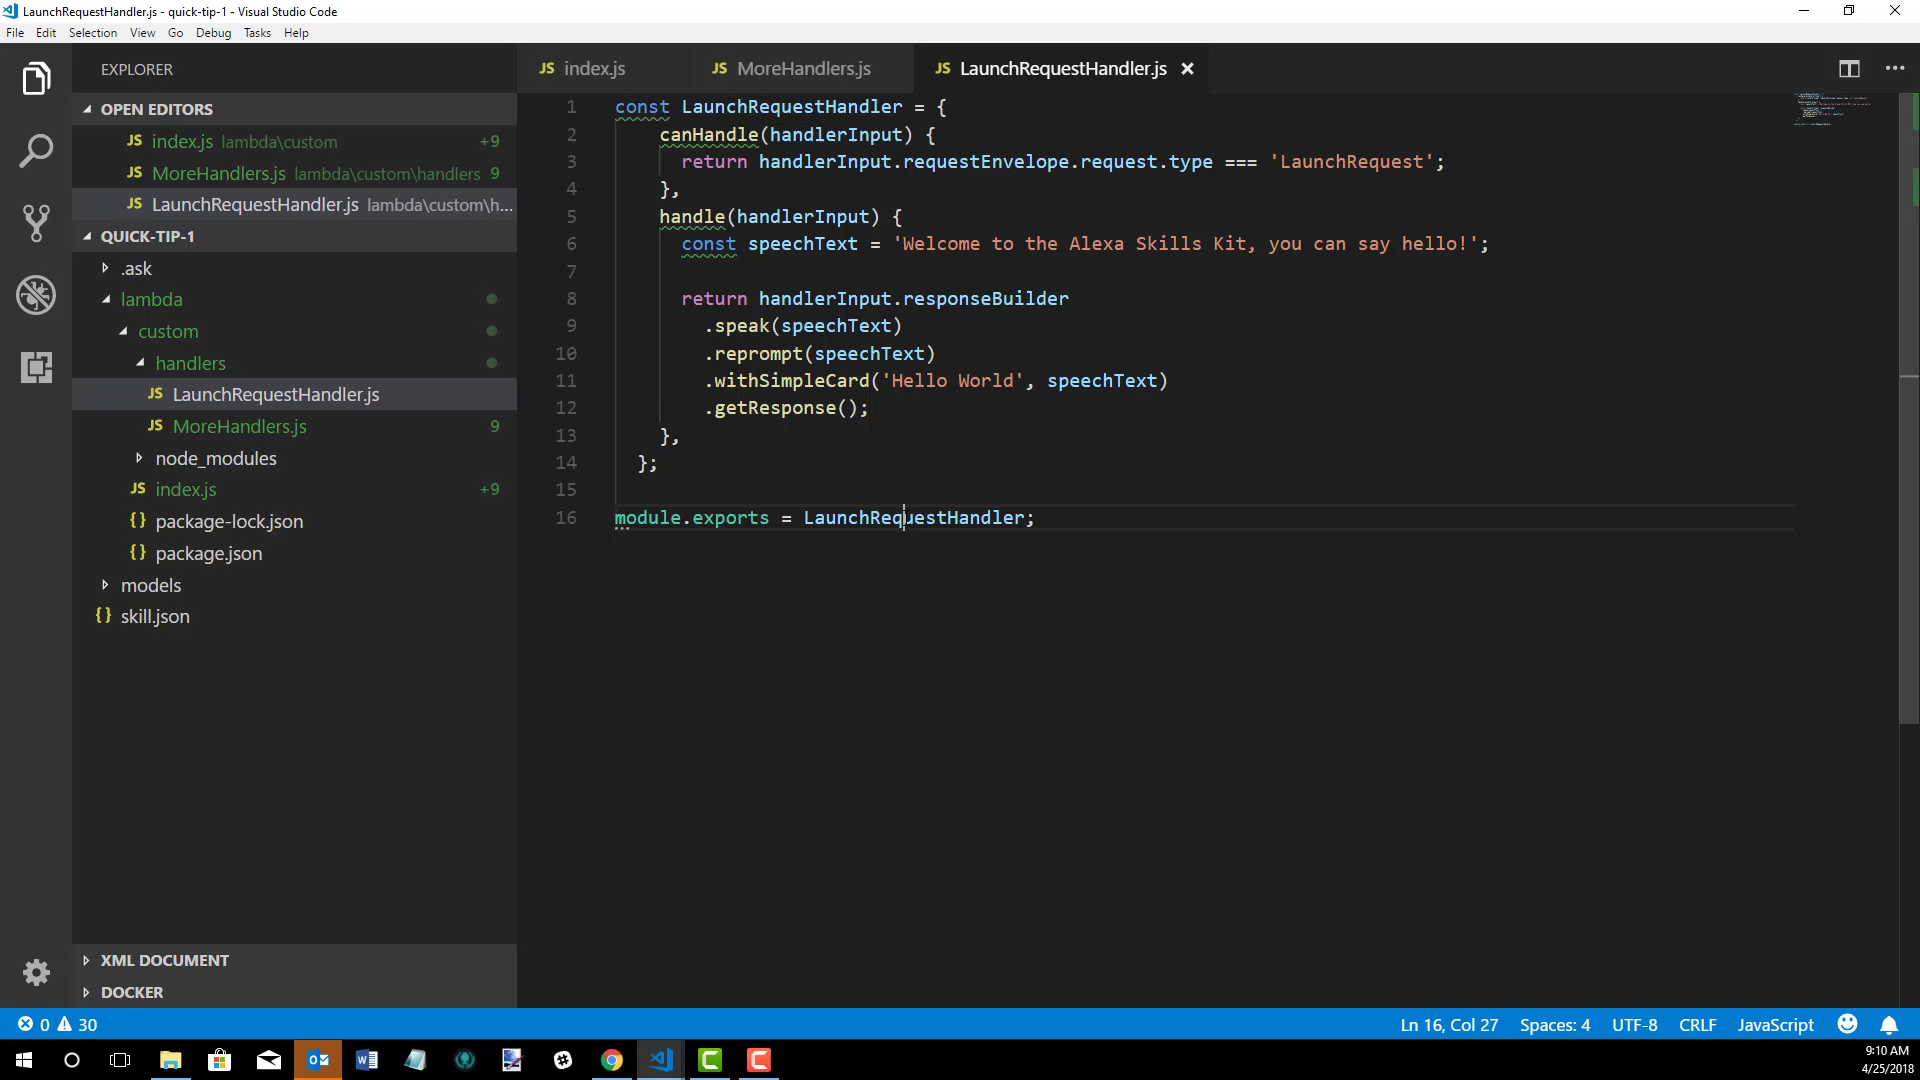 LaunchRequestHandler.js - quick-tip-1 - Visual Studio Code
File Edit Selection View Go Debug Tasks Help
EXPLORER
OPEN EDITORS
JS index.js lambda\custom +9
JS MoreHandlers.js lambda\custom\handlers 9
JS LaunchRequestHandler.js lambda\custom\h...
QUICK-TIP-1
.ask
lambda
custom
handlers
JS LaunchRequestHandler.js
JS MoreHandlers.js 9
node_modules
JS index.js +9
{} package-lock.json
{} package.json
models
{} skill.json
XML DOCUMENT
DOCKER
JS index.js JS MoreHandlers.js JS LaunchRequestHandler.js
1 const LaunchRequestHandler = {
2 canHandle(handlerInput) {
3 return handlerInput.requestEnvelope.request.type === 'LaunchRequest';
4 },
5 handle(handlerInput) {
6 const speechText = 'Welcome to the Alexa Skills Kit, you can say hello!';
7
8 return handlerInput.responseBuilder
9 .speak(speechText)
10 .reprompt(speechText)
11 .withSimpleCard('Hello World', speechText)
12 .getResponse();
13 },
14 };
15
16 module.exports = LaunchRequestHandler;
0 30 Ln 16, Col 27 Spaces: 4 UTF-8 CRLF JavaScript
9:10 AM
4/25/2018